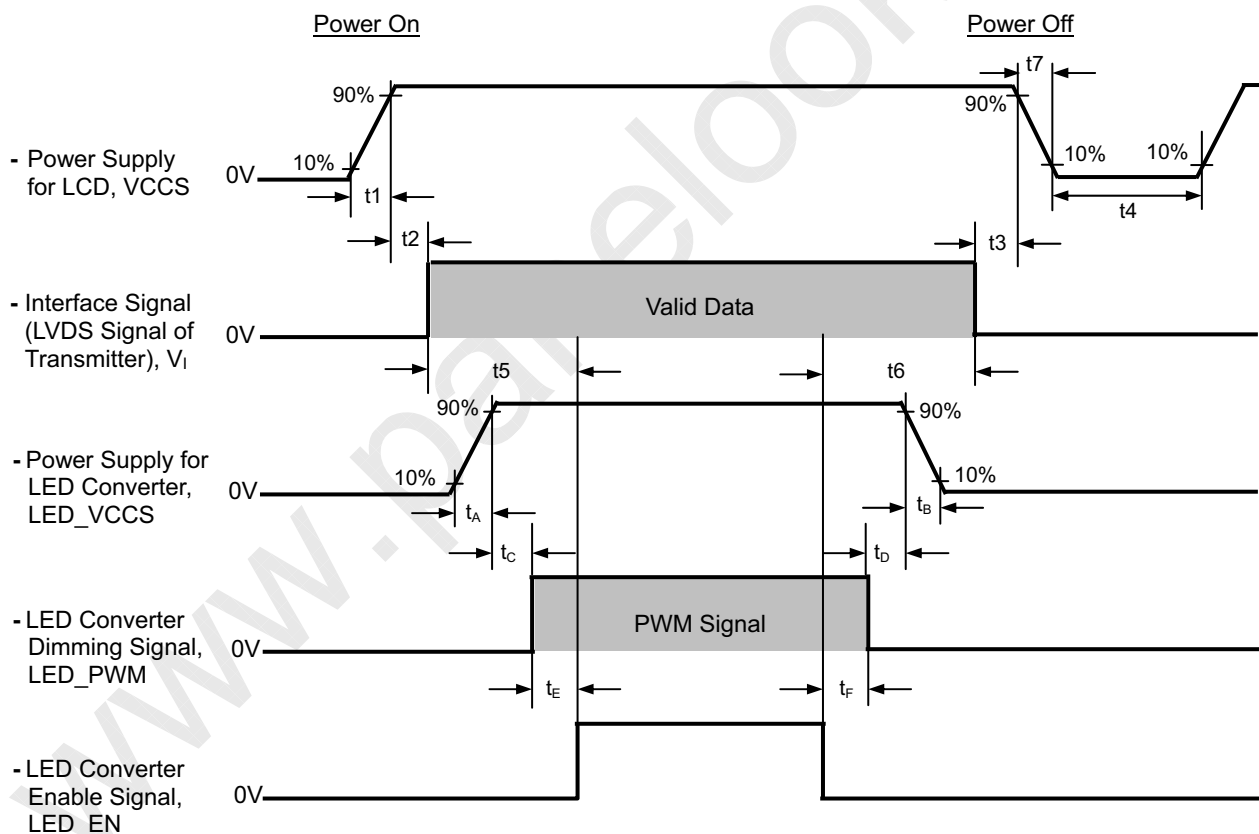 Power On
Power Off
t7
90%
90%
- Power Supply
for LCD, VCCS
10%
10%
10%
0V
t1
t4
t2
t3
- Interface Signal
(LVDS Signal of
Transmitter), VI
Valid Data
0V
t5
t6
90%
90%
- Power Supply for
LED Converter,
LED_VCCS
10%
10%
0V
tA
tB
tC
tD
- LED Converter
Dimming Signal,
LED_PWM
PWM Signal
0V
tE
tF
- LED Converter
Enable Signal,
LED_EN
0V